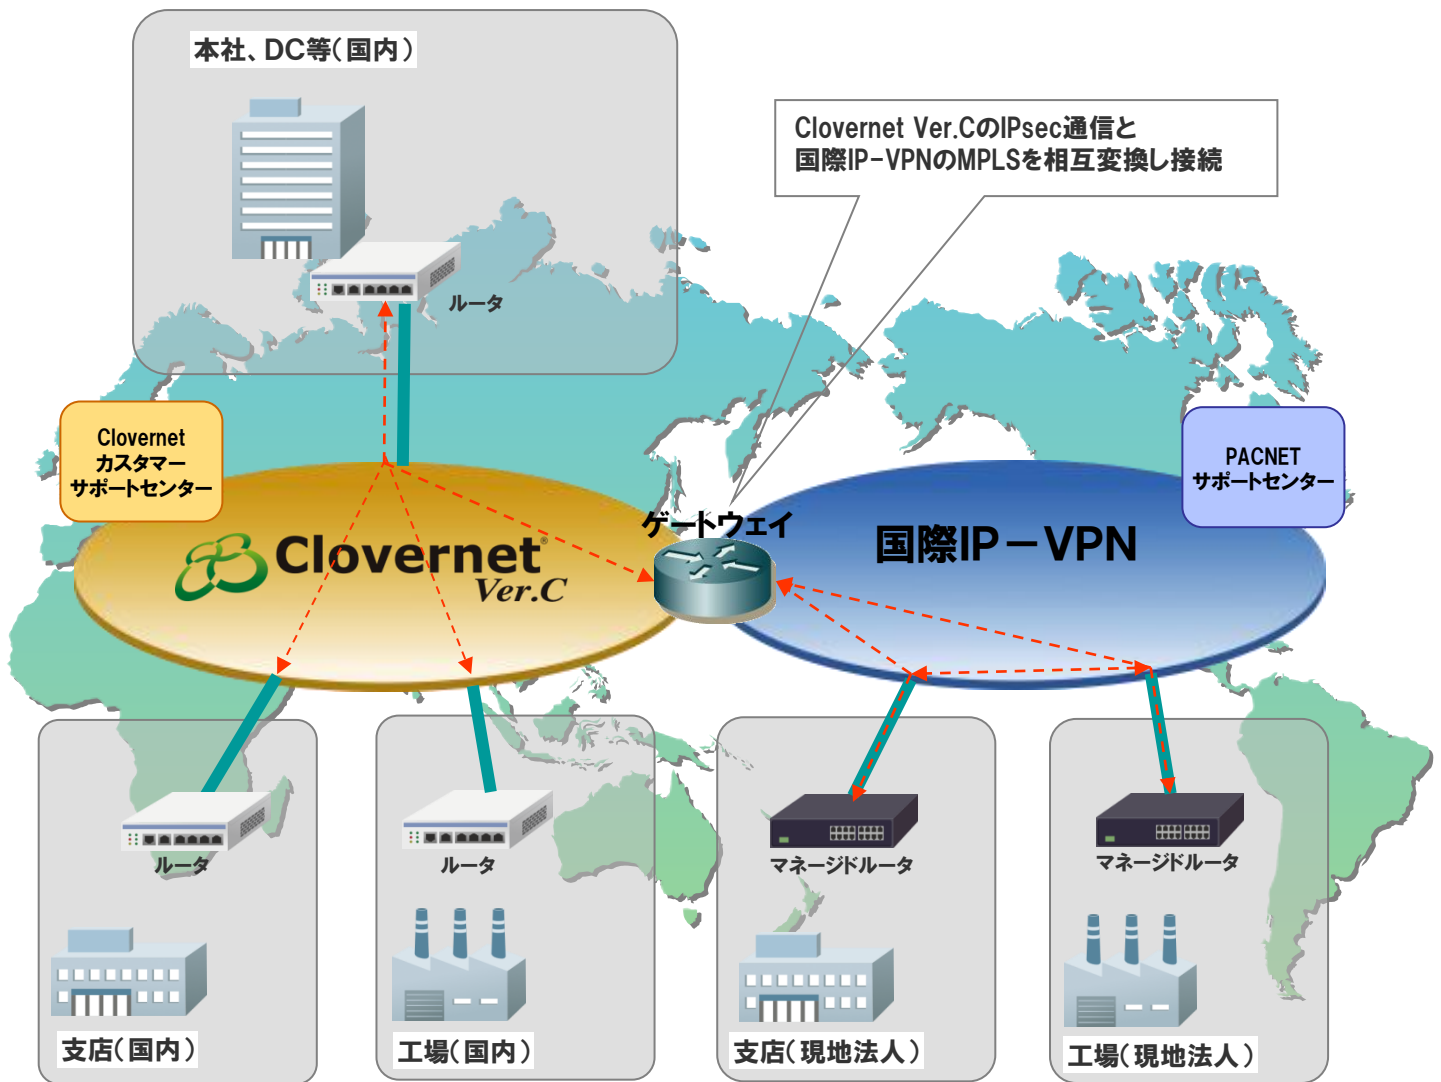 本社、DC等(国内)
Clovernet Ver.CのIPsec通信と
国際IP-VPNのMPLSを相互変換し接続
ルータ
Clovernet
カスタマー
サポートセンター
PACNET
サポートセンター
ゲートウェイ
国際IP－VPN
Clovernet®
Ver.C
ルータ
ルータ
マネージドルータ
マネージドルータ
支店(国内)
工場(国内)
支店(現地法人)
工場(現地法人)